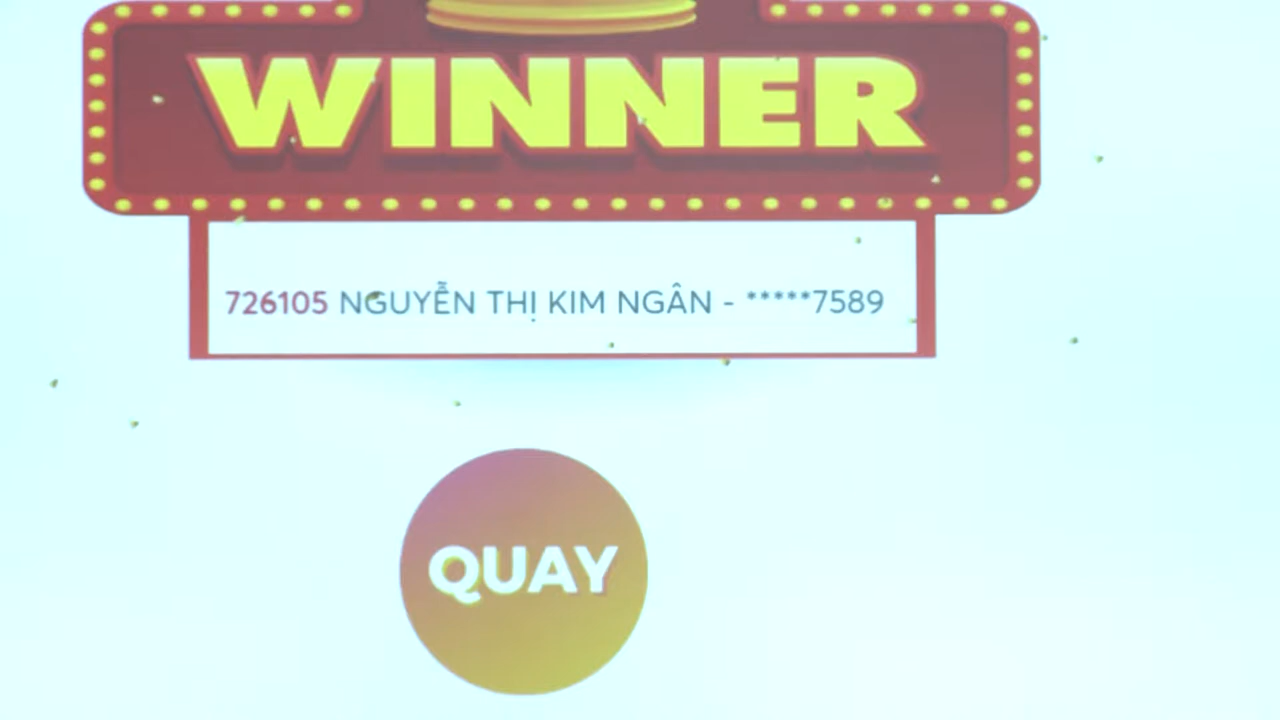 WINNER
726105 NGUYỄN THỊ KIM NGÂN - *****7589
QUAY